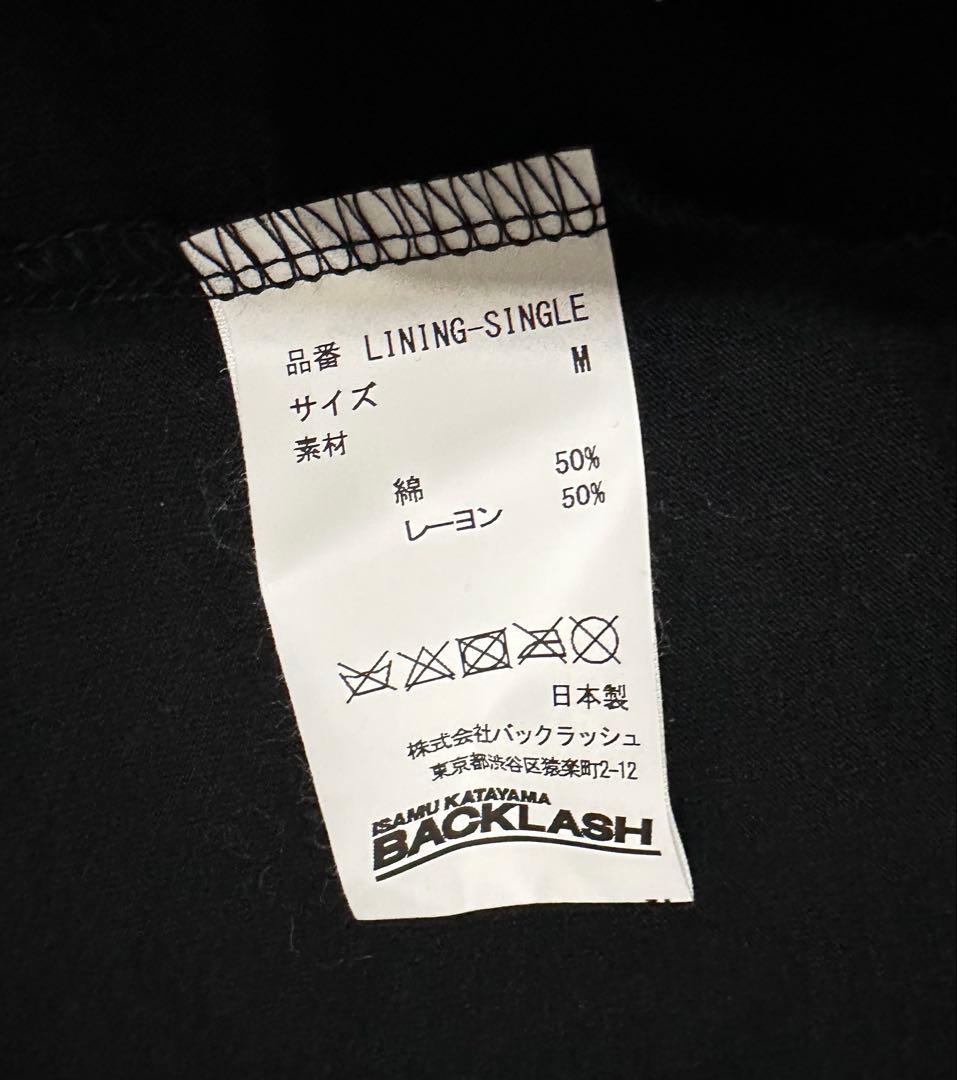 品番 LINING-SINGLE
サイズ M
素材
綿 50%
レーヨン 50%
日本製
株式会社バックラッシュ
東京都渋谷区猿楽町2-12
ISAMU KATAYAMA
BACKLASH